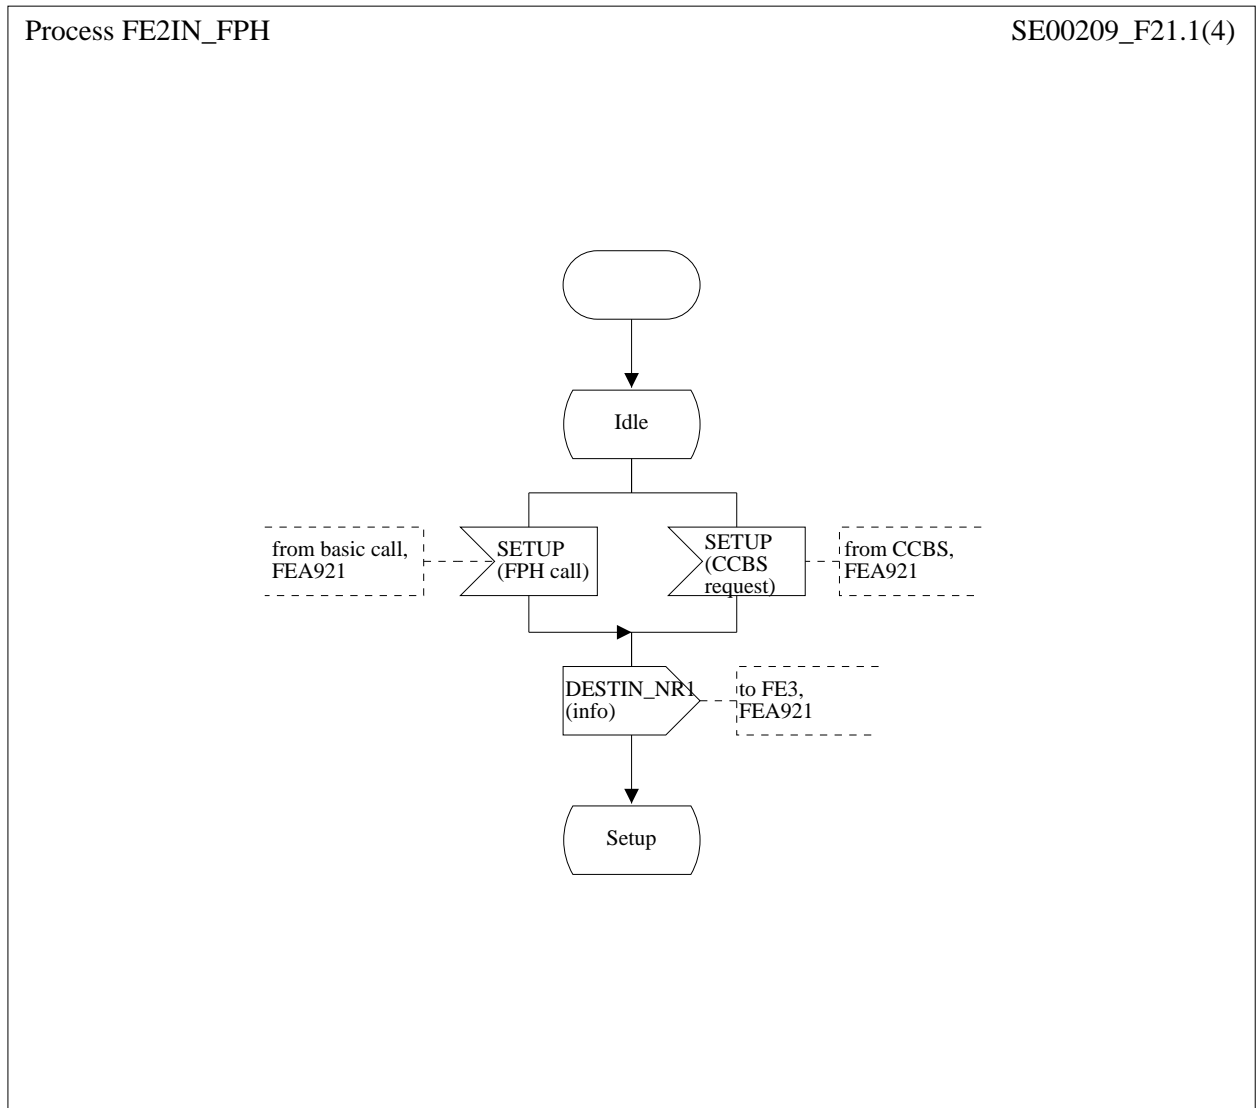 Process FE2IN_FPH
SE00209_F21.1(4)
Idle
from basic call,
FEA921
SETUP
(FPH call)
SETUP
(CCBS
request)
from CCBS,
FEA921
DESTIN_NR1
(info)
to FE3,
FEA921
Setup